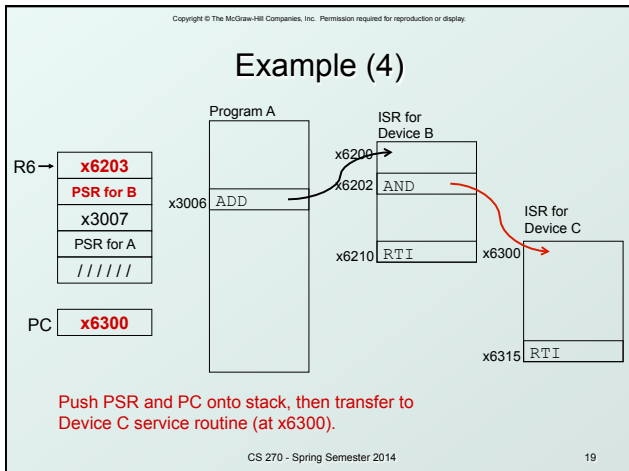 Copyright © The McGraw-Hill Companies, Inc. Permission required for reproduction or display.
Example (4)
Program A
ISR for
Device B
R6
x6203
PSR for B
x3007
PSR for A
//////
PC
x6300
x3006
ADD
x6200
x6202
AND
x6210
RTI
ISR for
Device C
x6300
x6315
RTI
Push PSR and PC onto stack, then transfer to
Device C service routine (at x6300).
CS 270 - Spring Semester 2014
19